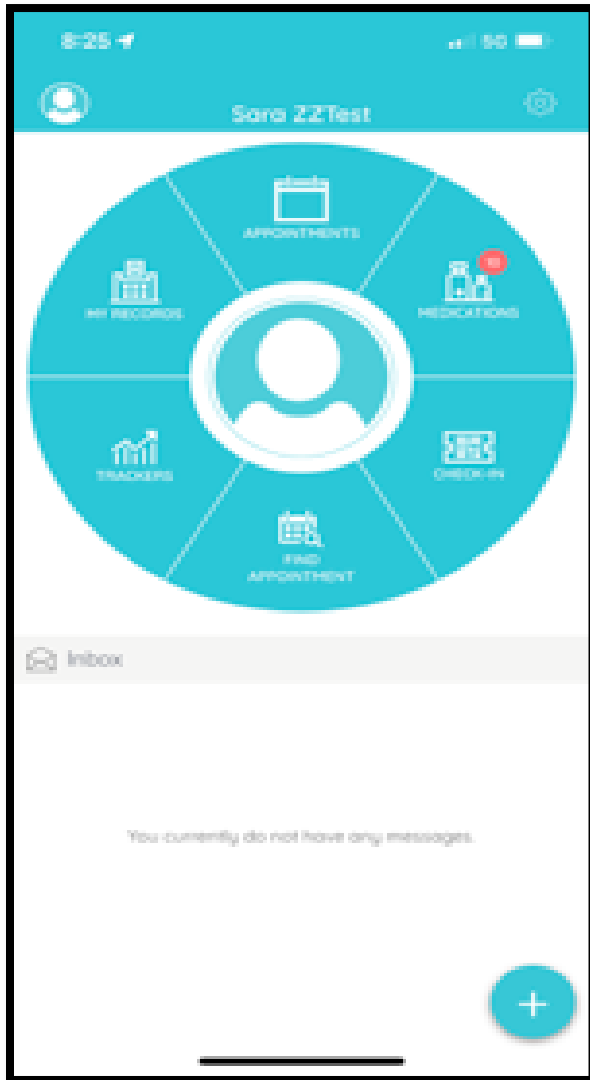 8:25
5G
Sara ZZTest
APPOINTMENTS
MY RECORDS
MEDICATIONS
TRACKERS
CHECK-IN
FIND
APPOINTMENT
Inbox
You currently do not have any messages.